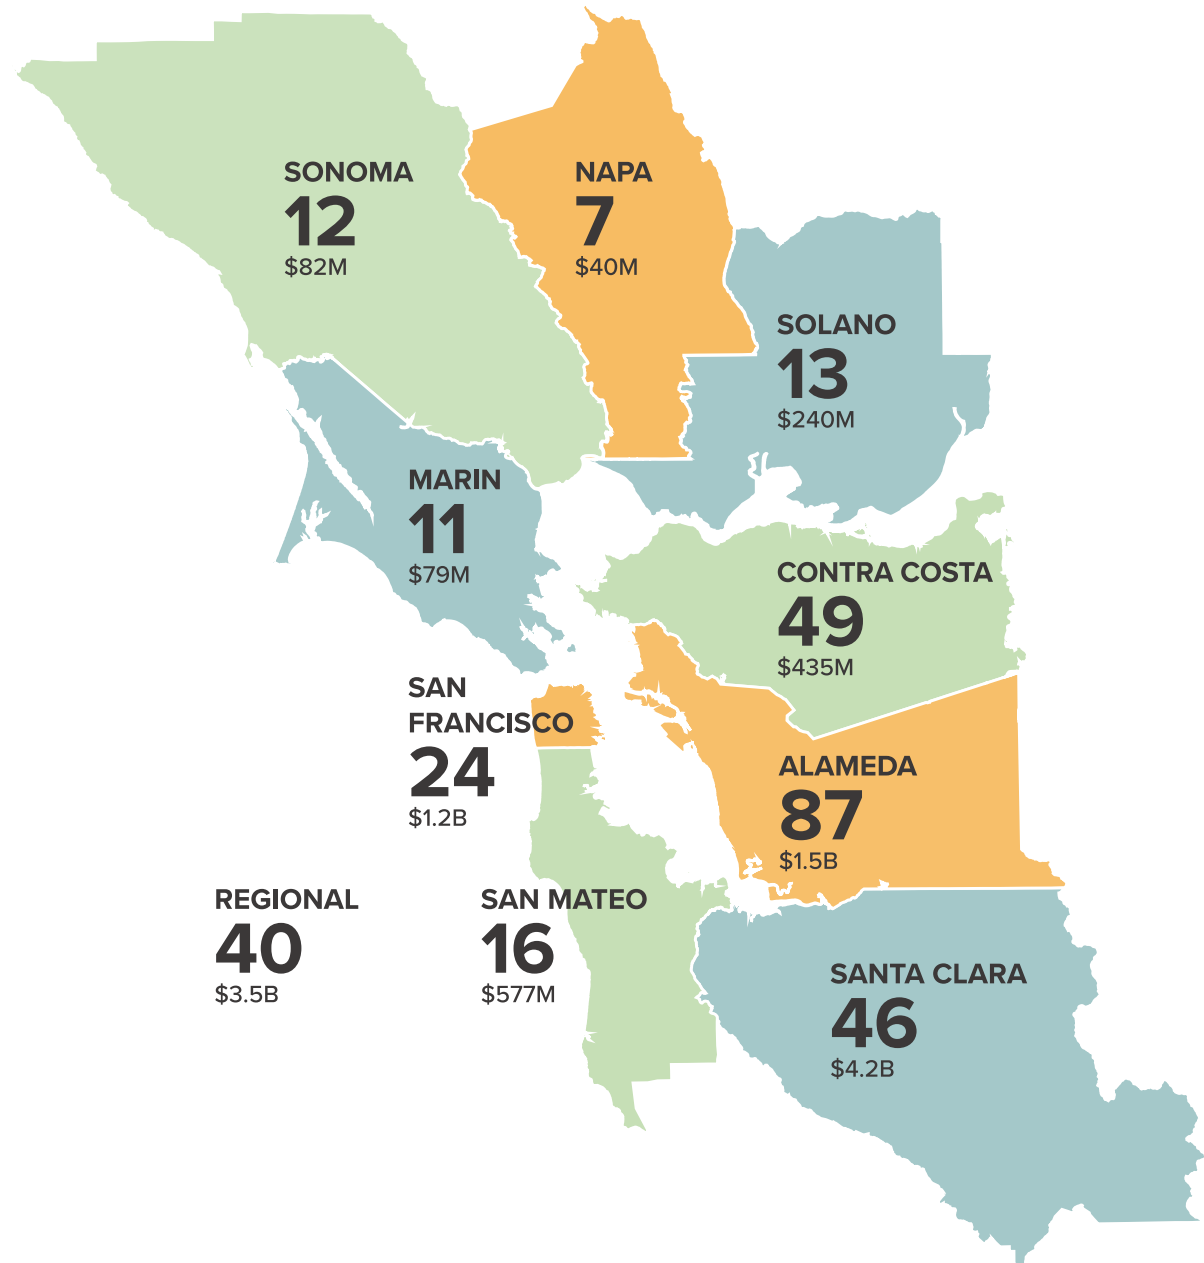 SONOMA
12
$82M
NAPA
7
$40M
SOLANO
13
$240M
MARIN
11
$79M
CONTRA COSTA
49
$435M
SAN
FRANCISCO
24
$1.2B
ALAMEDA
87
$1.5B
REGIONAL
40
$3.5B
SAN MATEO
16
$577M
SANTA CLARA
46
$4.2B